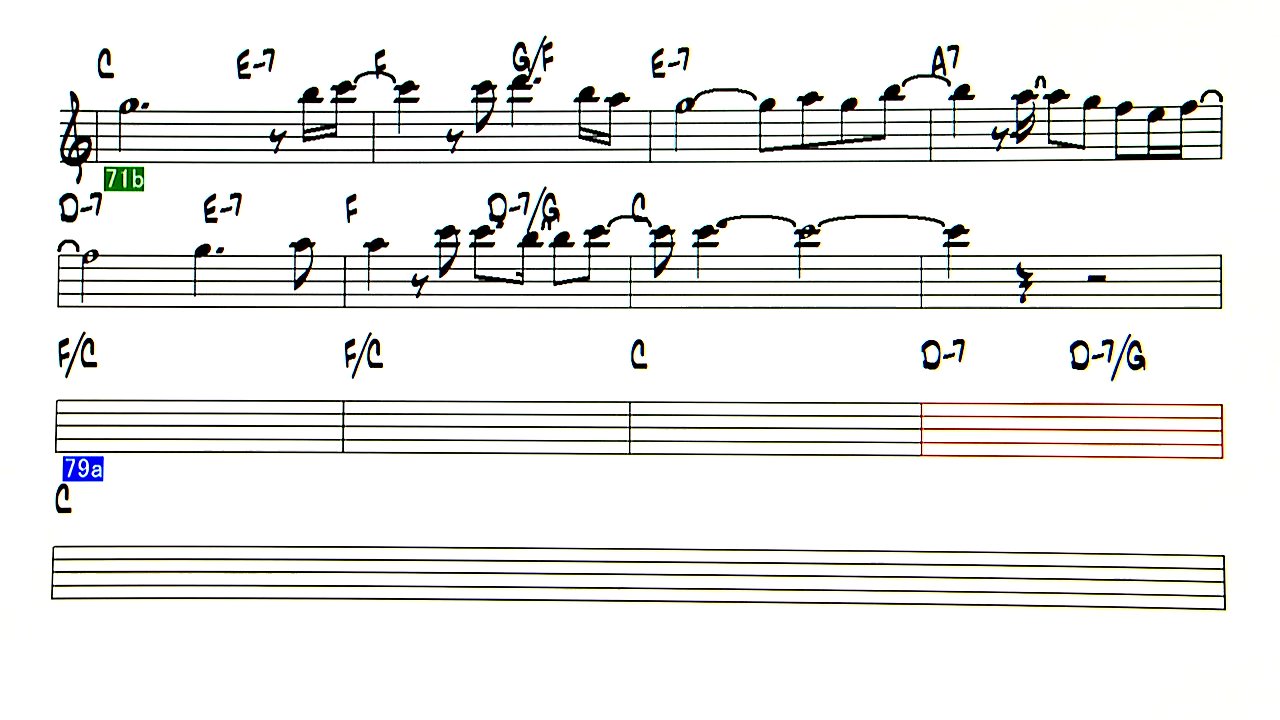 C E-7 F G/F E-7 A7
71b
D-7 E-7 F D-7/G C
F/C F/C C D-7 D-7/G
79a
C